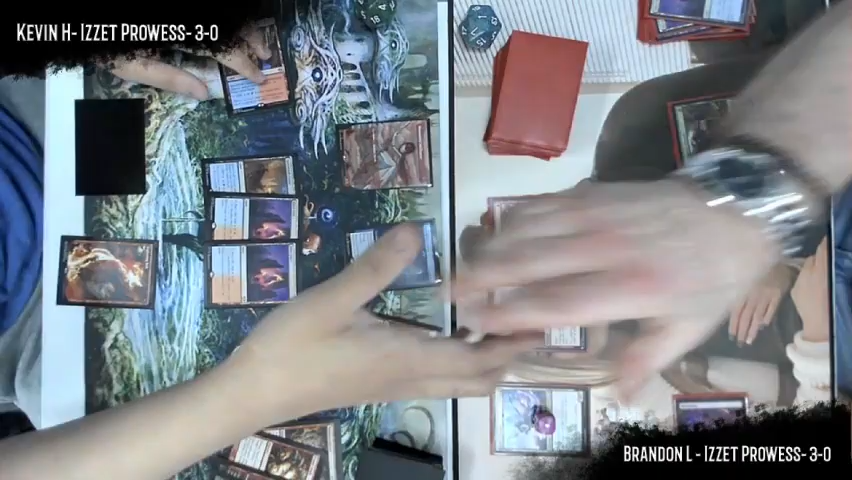 KEVIN H- IZZET PROWESS- 3-0
BRANDON L - IZZET PROWESS- 3-0